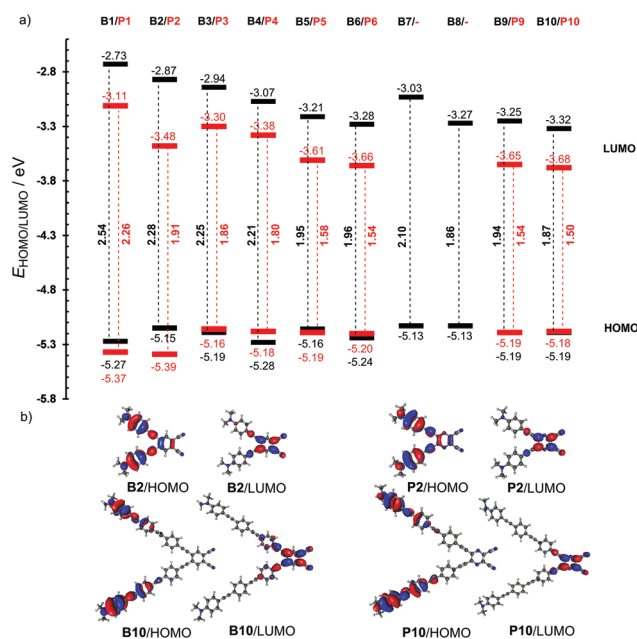 a)
B1/P1 B2/P2 B3/P3 B4/P4 B5/P5 B6/P6 B7/- B8/- B9/P9 B10/P10
E HOMO/LUMO / eV
-2.8
-3.3
-3.8
-4.3
-4.8
-5.3
-5.8
-2.73 -2.87 -2.94 -3.07 -3.21 -3.28 -3.03 -3.27 -3.25 -3.32
-3.11 -3.48 -3.30 -3.38 -3.61 -3.66 -3.65 -3.68
LUMO
2.54 2.26 2.28 1.91 2.25 1.86 2.21 1.80 1.95 1.58 1.96 1.54 2.10 1.86 1.94 1.54 1.87 1.50
HOMO
-5.27 -5.15 -5.16 -5.18 -5.16 -5.20 -5.13 -5.13 -5.19 -5.18
-5.37 -5.39 -5.19 -5.28 -5.19 -5.24 -5.19 -5.19
b)
B2/HOMO B2/LUMO P2/HOMO P2/LUMO
B10/HOMO B10/LUMO P10/HOMO P10/LUMO